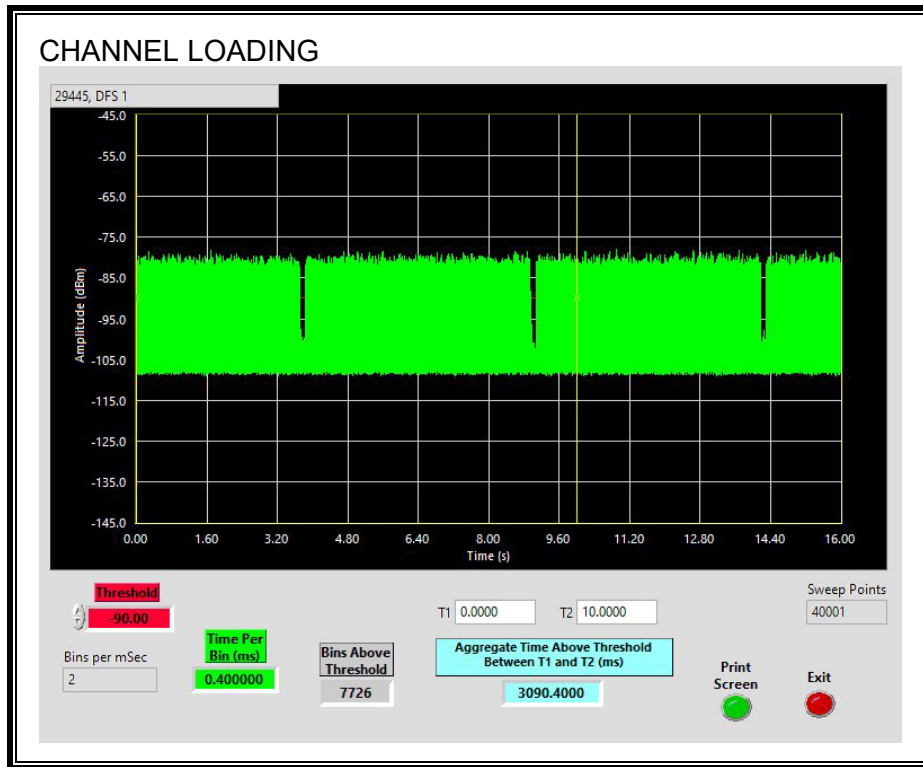 CHANNEL LOADING
29445, DFS 1
-45.0
-55.0
-65.0
-75.0
-85.0
-95.0
-105.0
-115.0
-125.0
-135.0
-145.0
Amplitude (dBm)
0.00 1.60 3.20 4.80 6.40 8.00 9.60 11.20 12.80 14.40 16.00
Time (s)
Threshold
-90.00
Bins per mSec
2
Time Per
Bin (ms)
0.400000
Bins Above
Threshold
7726
T1 0.0000 T2 10.0000
Aggregate Time Above Threshold
Between T1 and T2 (ms)
3090.4000
Sweep Points
40001
Print
Screen
Exit